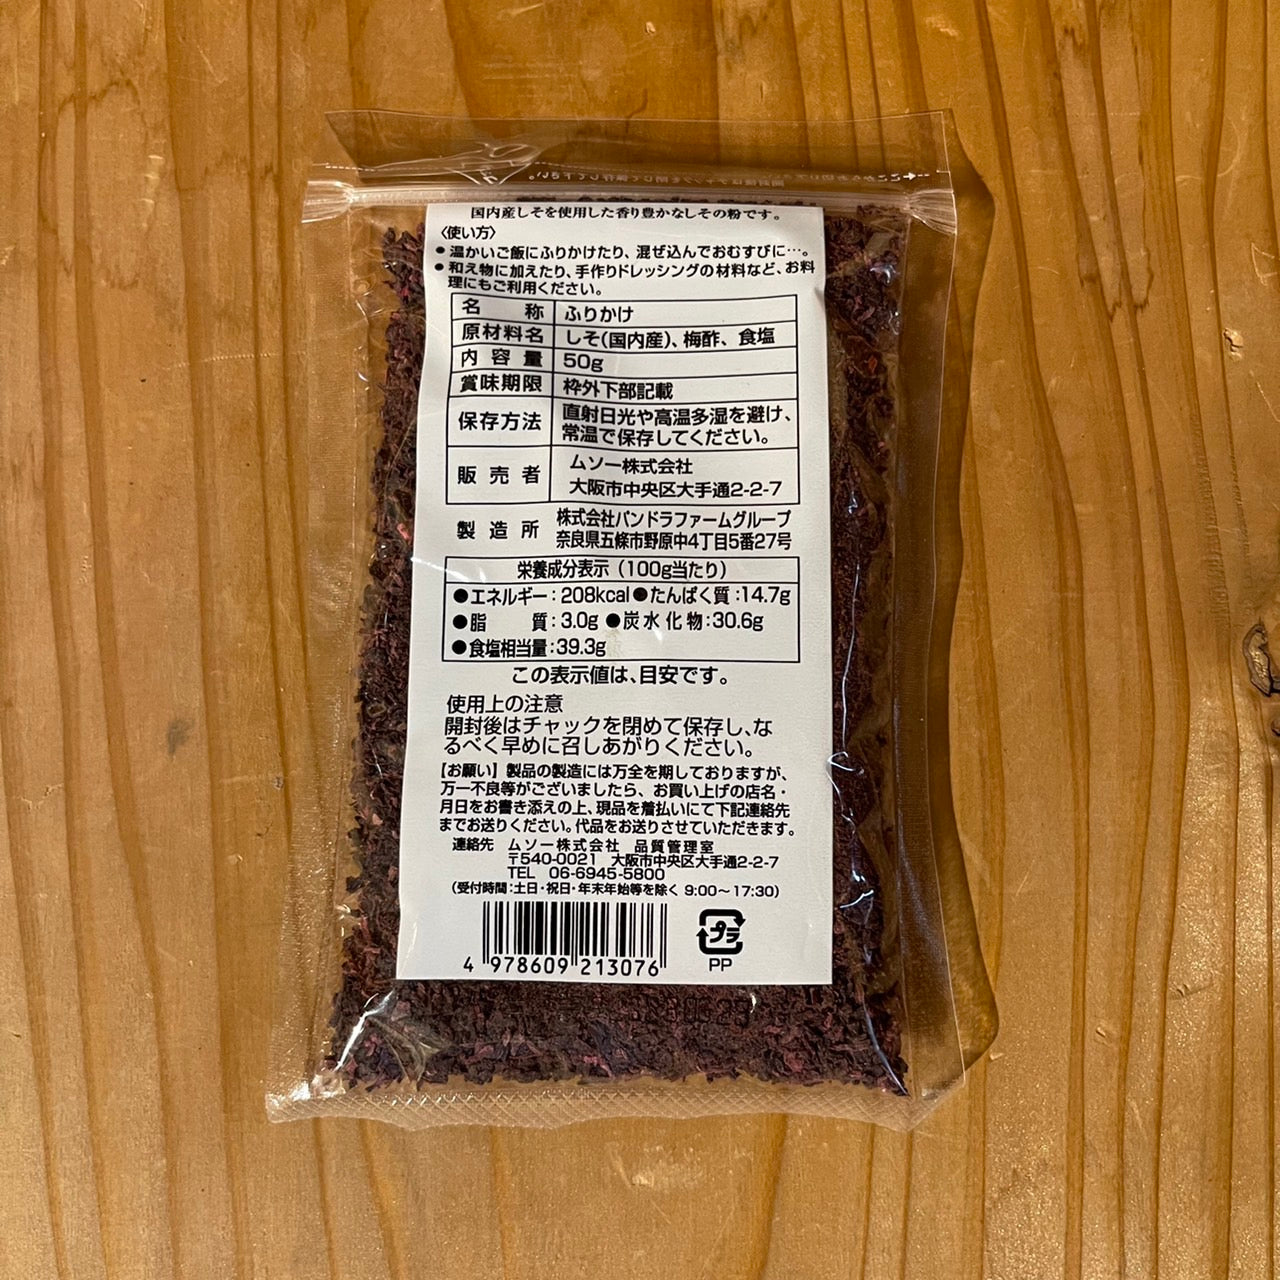 国内産しそを使用した香り豊かなしその粉です。
〈使い方〉
●温かいご飯にふりかけたり、混ぜ込んでおむすびに…。
●和え物に加えたり、手作りドレッシングの材料など、お料
理にもご利用ください。
名称 ふりかけ
原材料名 しそ(国内産)、梅酢、食塩
内容量 50g
賞味期限 枠外下部記載
保存方法 直射日光や高温多湿を避け、
常温で保存してください。
販売者 ムソー株式会社
大阪市中央区大手通2-2-7
製造所 株式会社パンドラファームグループ
奈良県五條市野原中4丁目5番27号
栄養成分表示(100g当たり)
●エネルギー:208kcal●たんぱく質:14.7g
●脂質:3.0g●炭水化物:30.6g
●食塩相当量:39.3g
この表示値は、目安です。
使用上の注意
開封後はチャックを閉めて保存し、な
るべく早めに召しあがりください。
【お願い】製品の製造には万全を期しておりますが、
万一不良等がございましたら、お買い上げの店名・
月日をお書き添えの上、現品を着払いにて下記連絡先
までお送りください。代品をお送りさせていただきます。
連絡先 ムソー株式会社 品質管理室
〒540-0021 大阪市中央区大手通2-2-7
TEL 06-6945-5800
(受付時間:土日・祝日・年末年始等を除く 9:00〜17:30)
4 978609 213076
プラ
PP